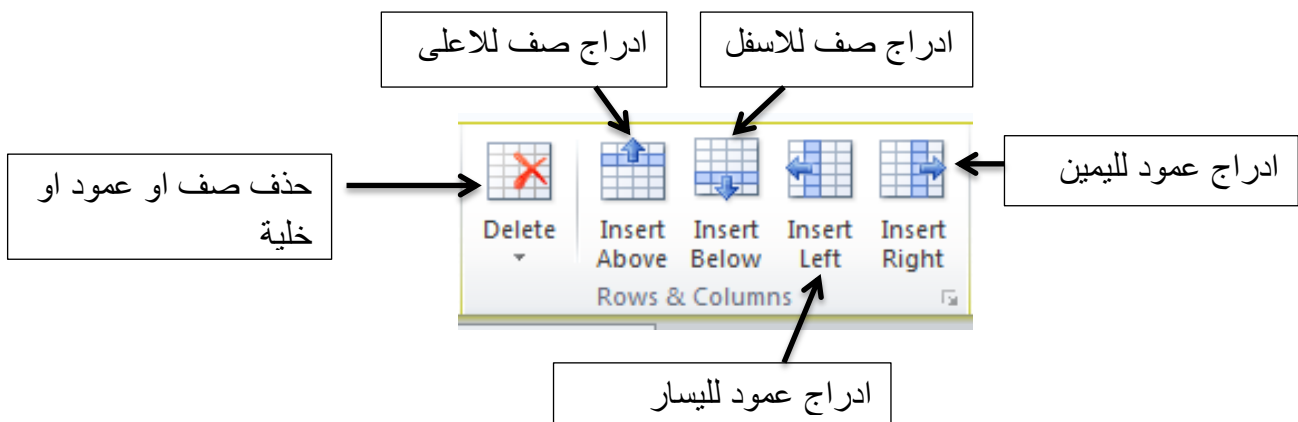 ادراج صف للاعلى
ادراج صف للاسفل
ادراج عمود لليمين
حذف صف او عمود او
خلية
Delete
Insert
Above
Insert
Below
Insert
Left
Insert
Right
Rows & Columns
ادراج عمود لليسار